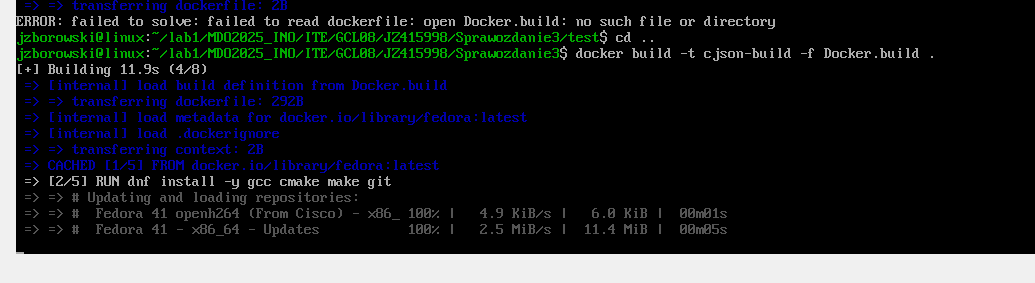 => => transferring dockerfile: 2B
ERROR: failed to solve: failed to read dockerfile: open Docker.build: no such file or directory
jzborowski@linux:~/lab1/MDO2025_INO/ITE/GCL08/JZ415998/Sprawozdanie3/test$ cd ..
jzborowski@linux:~/lab1/MDO2025_INO/ITE/GCL08/JZ415998/Sprawozdanie3$ docker build -t cjson-build -f Docker.build .
[+] Building 11.9s (4/8)
=> [internal] load build definition from Docker.build
=> => transferring dockerfile: 292B
=> [internal] load metadata for docker.io/library/fedora:latest
=> [internal] load .dockerignore
=> => transferring context: 2B
=> CACHED [1/5] FROM docker.io/library/fedora:latest
=> [2/5] RUN dnf install -y gcc cmake make git
=> => # Updating and loading repositories:
=> => #  Fedora 41 openh264 (From Cisco) - x86_ 100% |   4.9 KiB/s |   6.0 KiB |  00m01s
=> => #  Fedora 41 - x86_64 - Updates           100% |   2.5 MiB/s |  11.4 MiB |  00m05s